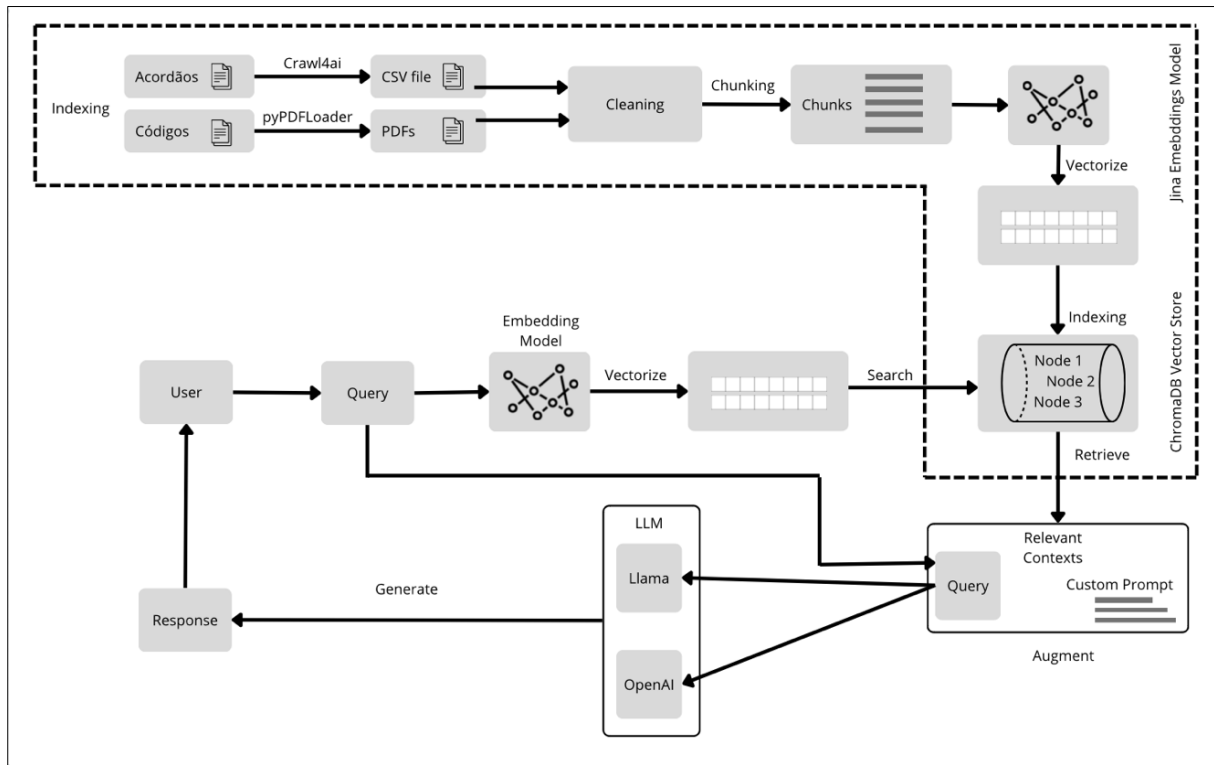 Indexing
Acordãos
Crawl4ai
CSV file
Códigos
pyPDFLoader
PDFs
Cleaning
Chunking
Chunks
Vectorize
Jina Emebddings Model
Indexing
ChromaDB Vector Store
Node 1
Node 2
Node 3
User
Query
Embedding
Model
Vectorize
Search
Retrieve
Relevant
Contexts
Query
Custom Prompt
Augment
LLM
Llama
OpenAI
Generate
Response